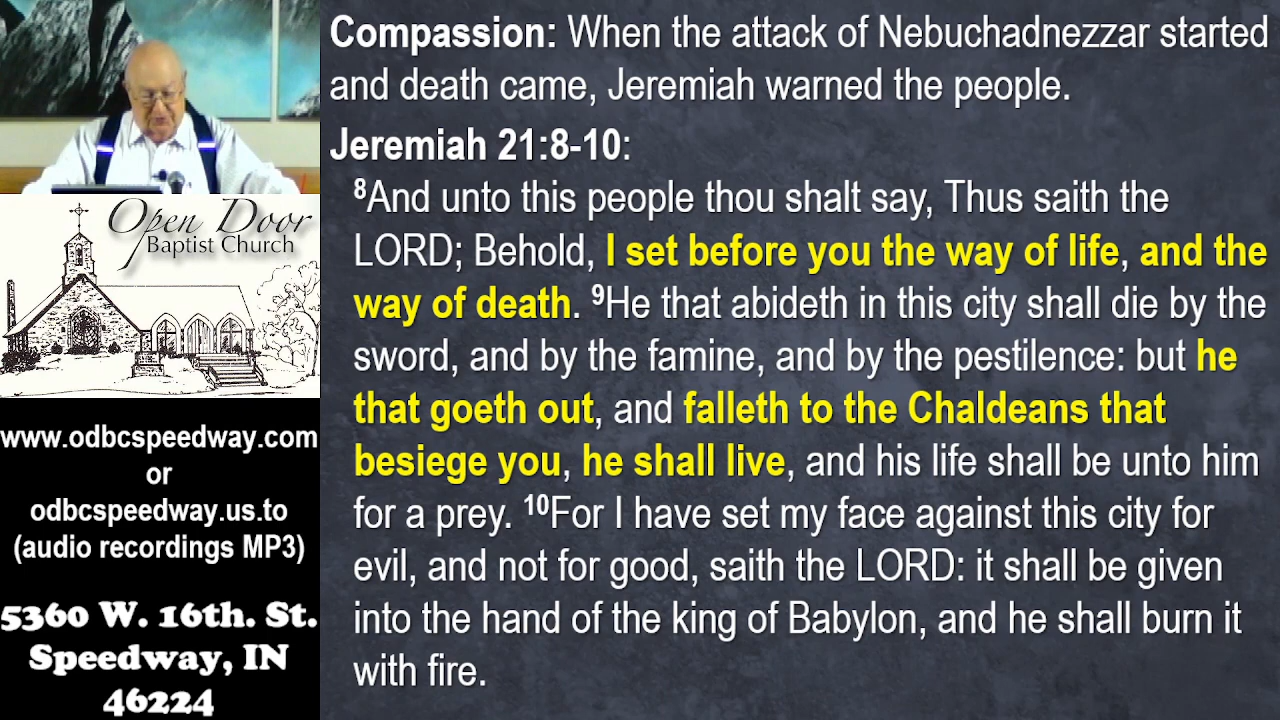 Compassion: When the attack of Nebuchadnezzar started
and death came, Jeremiah warned the people.
Jeremiah 21:8-10:
8And unto this people thou shalt say, Thus saith the
LORD; Behold, I set before you the way of life, and the
way of death. 9He that abideth in this city shall die by the
sword, and by the famine, and by the pestilence: but he
that goeth out, and falleth to the Chaldeans that
besiege you, he shall live, and his life shall be unto him
for a prey. 10For I have set my face against this city for
evil, and not for good, saith the LORD: it shall be given
into the hand of the king of Babylon, and he shall burn it
with fire.
Open Door
Baptist Church
www.odbcspeedway.com
or
odbcspeedway.us.to
(audio recordings MP3)
5360 W. 16th. St.
Speedway, IN
46224